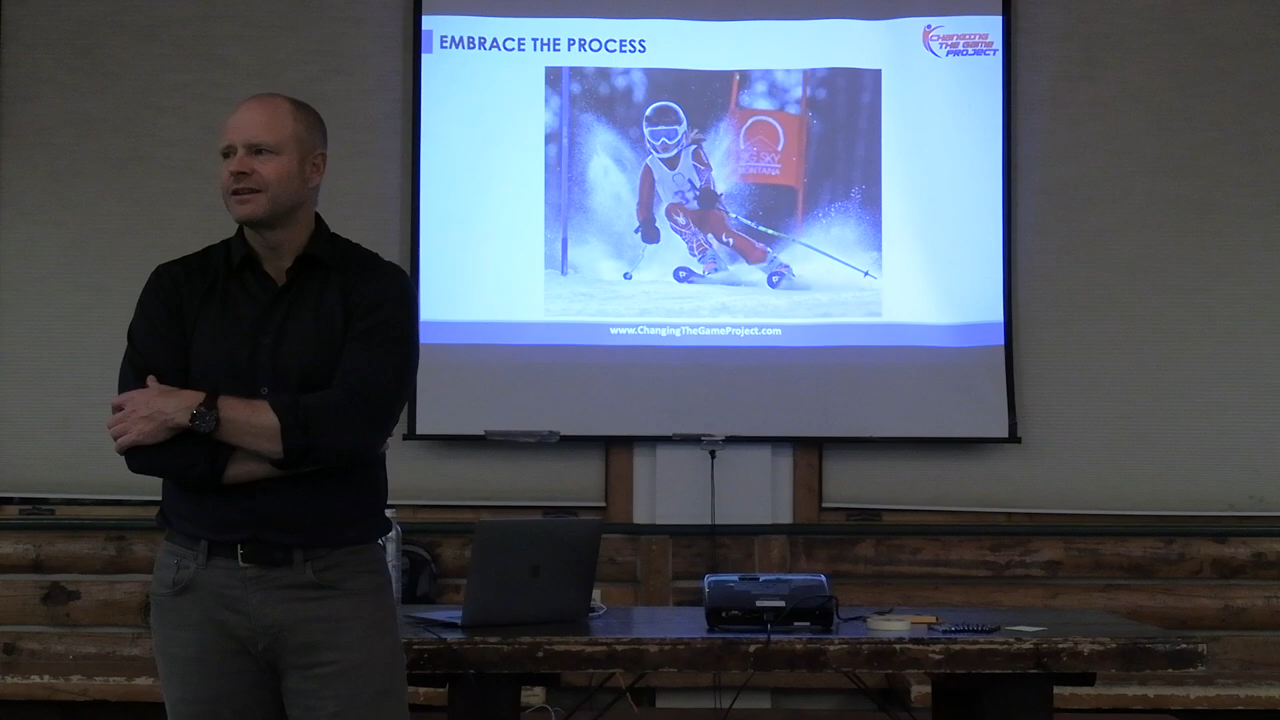 EMBRACE THE PROCESS
CHANGING
THE GAME
PROJECT
BIG SKY
MONTANA
www.ChangingTheGameProject.com